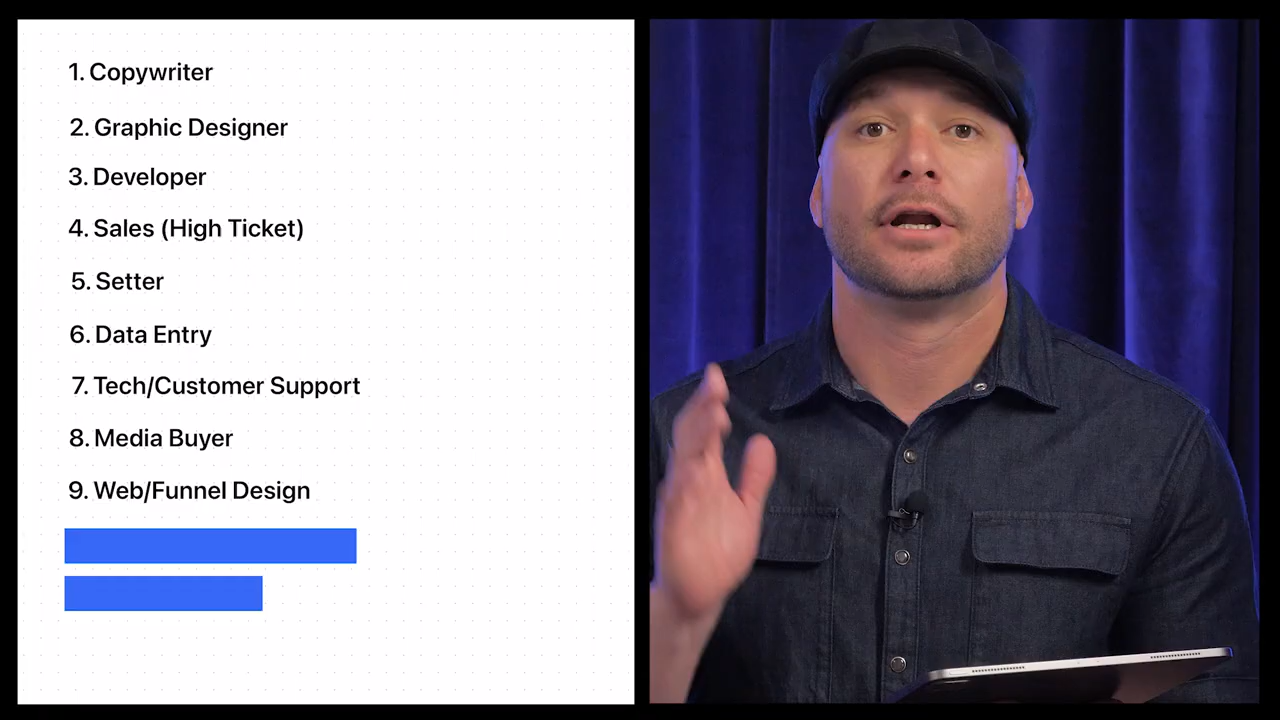 1. Copywriter
2. Graphic Designer
3. Developer
4. Sales (High Ticket)
5. Setter
6. Data Entry
7. Tech/Customer Support
8. Media Buyer
9. Web/Funnel Design